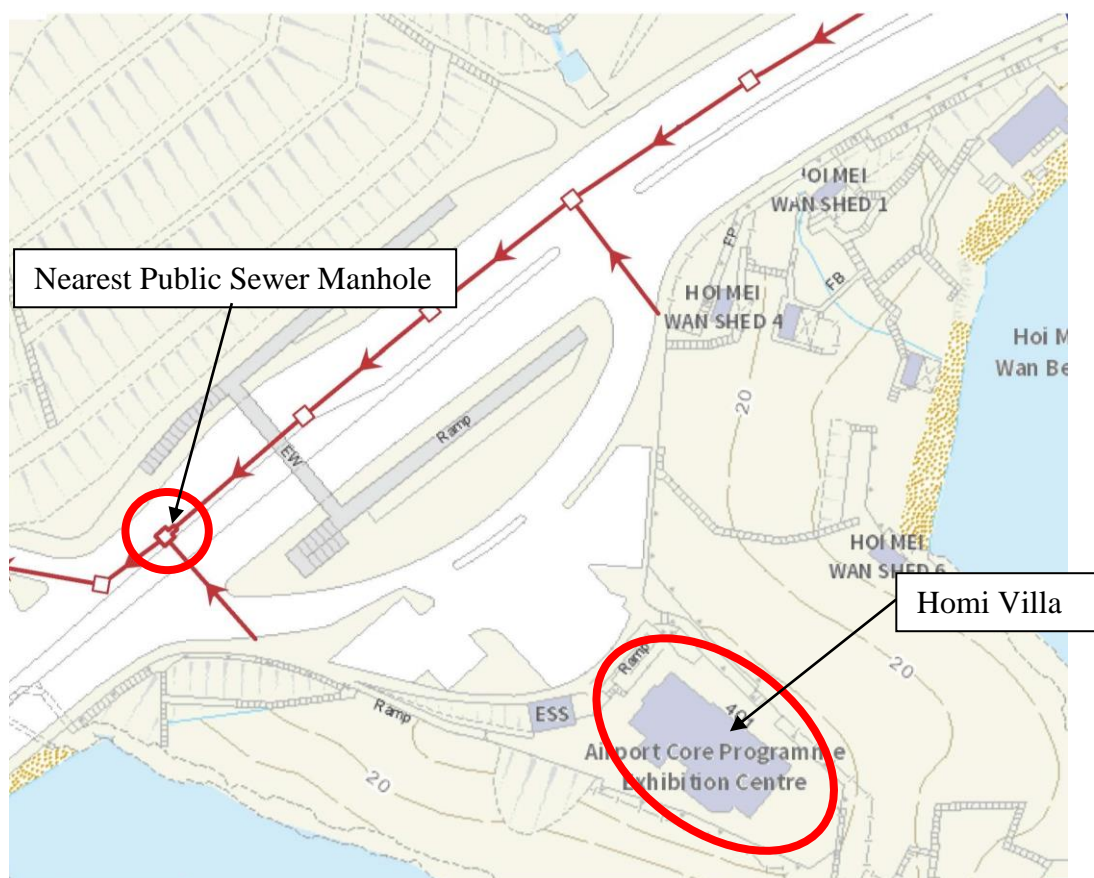 OI MEI
WAN SHED 1
FP
Nearest Public Sewer Manhole
FB
HOI MEI
WAN SHED 4
Hoi M
Wan Be
20
Ramp
EW
HOI MEI
WAN SHED 6
Homi Villa
Ramp
20
401
Ramp
ESS
Airport Core Programme
Exhibition Centre
20